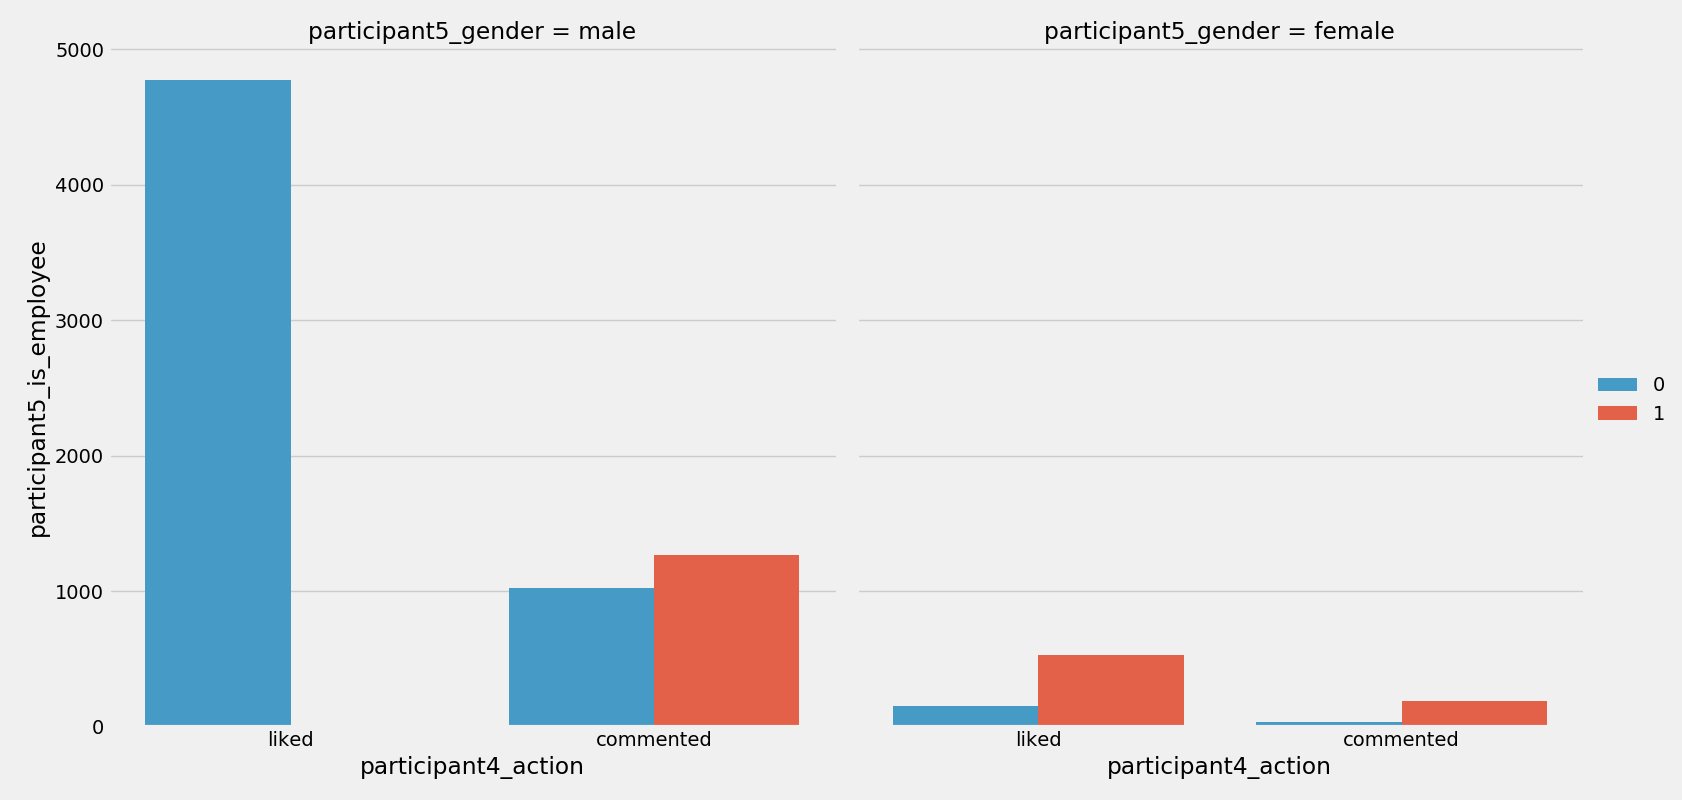 participant5_gender = male
participant5_gender = female
5000
4000
3000
2000
1000
0
participant5_is_employee
liked
commented
liked
commented
participant4_action
participant4_action
0
1